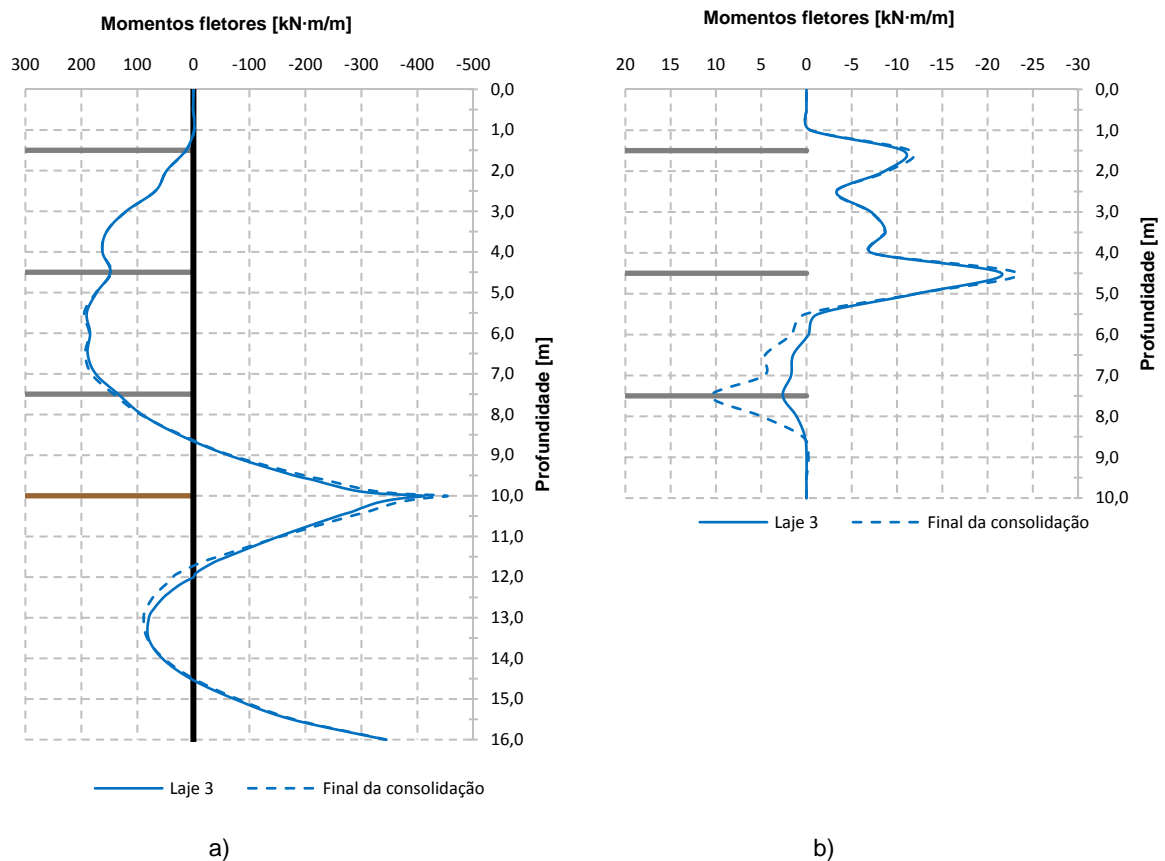 Momentos fletores [kN·m/m]
300 200 100 0 -100 -200 -300 -400 -500
0,0
1,0
2,0
3,0
4,0
5,0
6,0
7,0
8,0
9,0
10,0
11,0
12,0
13,0
14,0
15,0
16,0
Profundidade [m]
Laje 3 Final da consolidação
a)
Momentos fletores [kN·m/m]
20 15 10 5 0 -5 -10 -15 -20 -25 -30
0,0
1,0
2,0
3,0
4,0
5,0
6,0
7,0
8,0
9,0
10,0
Profundidade [m]
Laje 3 Final da consolidação
b)